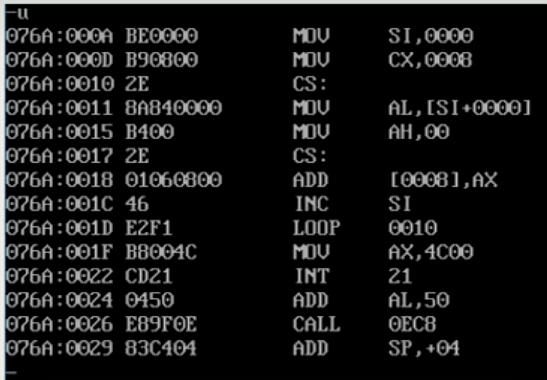 -u
076A:000A BE0000 MOV SI,0000
076A:000D B90800 MOV CX,0008
076A:0010 2E CS:
076A:0011 8A840000 MOV AL,[SI+0000]
076A:0015 B400 MOV AH,00
076A:0017 2E CS:
076A:0018 01060800 ADD [0008],AX
076A:001C 46 INC SI
076A:001D E2F1 LOOP 0010
076A:001F B8004C MOV AX,4C00
076A:0022 CD21 INT 21
076A:0024 0450 ADD AL,50
076A:0026 E89F0E CALL 0EC8
076A:0029 83C404 ADD SP,+04
-